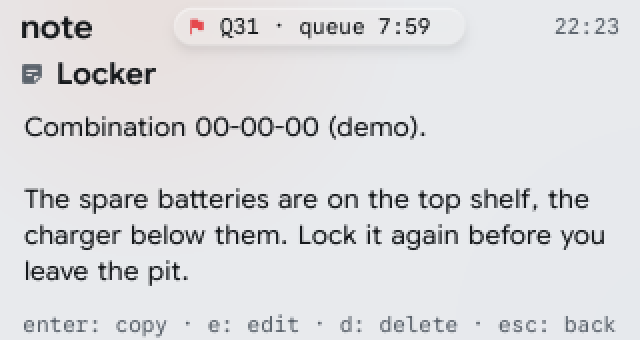 note
Q31 · queue 7:59
22:23
Locker
Combination 00-00-00 (demo).
The spare batteries are on the top shelf, the
charger below them. Lock it again before you
leave the pit.
enter: copy · e: edit · d: delete · esc: back